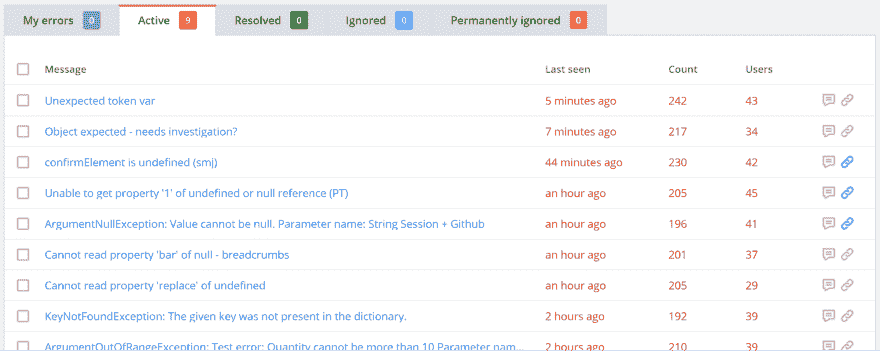 My errors 0 Active 9 Resolved 0 Ignored 0 Permanently ignored 0
Message Last seen Count Users
Unexpected token var 5 minutes ago 242 43
Object expected - needs investigation? 7 minutes ago 217 34
confirmElement is undefined (smj) 44 minutes ago 230 42
Unable to get property '1' of undefined or null reference (PT) an hour ago 205 45
ArgumentNullException: Value cannot be null. Parameter name: String Session + Github an hour ago 196 41
Cannot read property 'bar' of null - breadcrumbs an hour ago 201 37
Cannot read property 'replace' of undefined an hour ago 205 29
KeyNotFoundException: The given key was not present in the dictionary. 2 hours ago 192 39
ArgumentOutOfRangeException: Test error: Quantity cannot be more than 10 Parameter nam... 2 hours ago 210 39